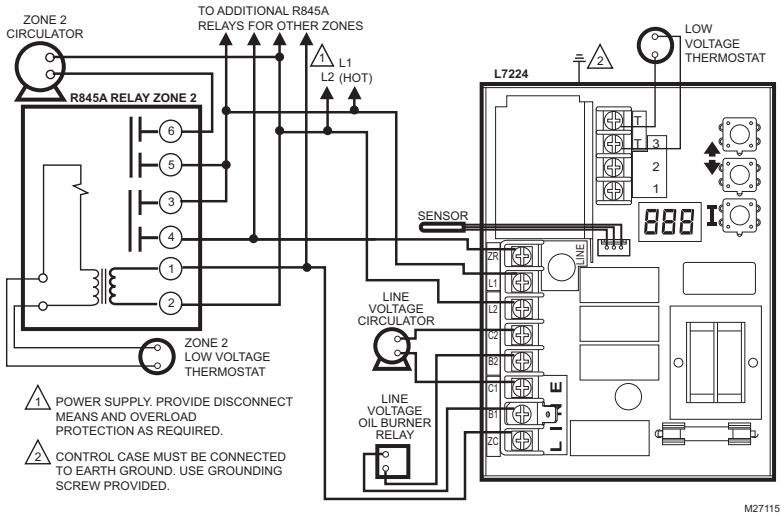 TO ADDITIONAL R845A
RELAYS FOR OTHER ZONES
ZONE 2
CIRCULATOR
1
L1
L2 (HOT)
2
LOW
VOLTAGE
THERMOSTAT
L7224
R845A RELAY ZONE 2
6
5
3
4
1
2
T
T 3
2
1
888
SENSOR
LINE
ZR
L1
L2
C2
B2
C1
B1
ZC
LINE
LINE
VOLTAGE
CIRCULATOR
ZONE 2
LOW VOLTAGE
THERMOSTAT
LINE
VOLTAGE
OIL BURNER
RELAY
1 POWER SUPPLY. PROVIDE DISCONNECT
MEANS AND OVERLOAD
PROTECTION AS REQUIRED.
2 CONTROL CASE MUST BE CONNECTED
TO EARTH GROUND. USE GROUNDING
SCREW PROVIDED.
M27115